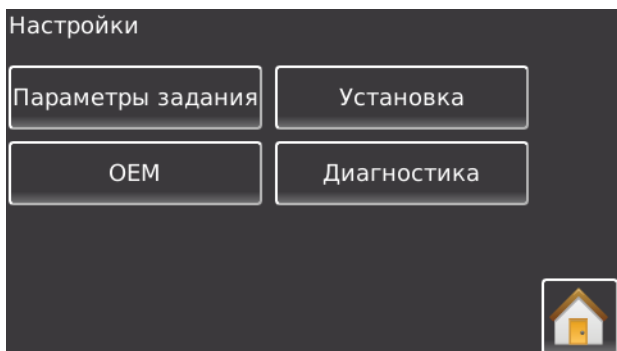 Настройки
Параметры задания
Установка
OEM
Диагностика